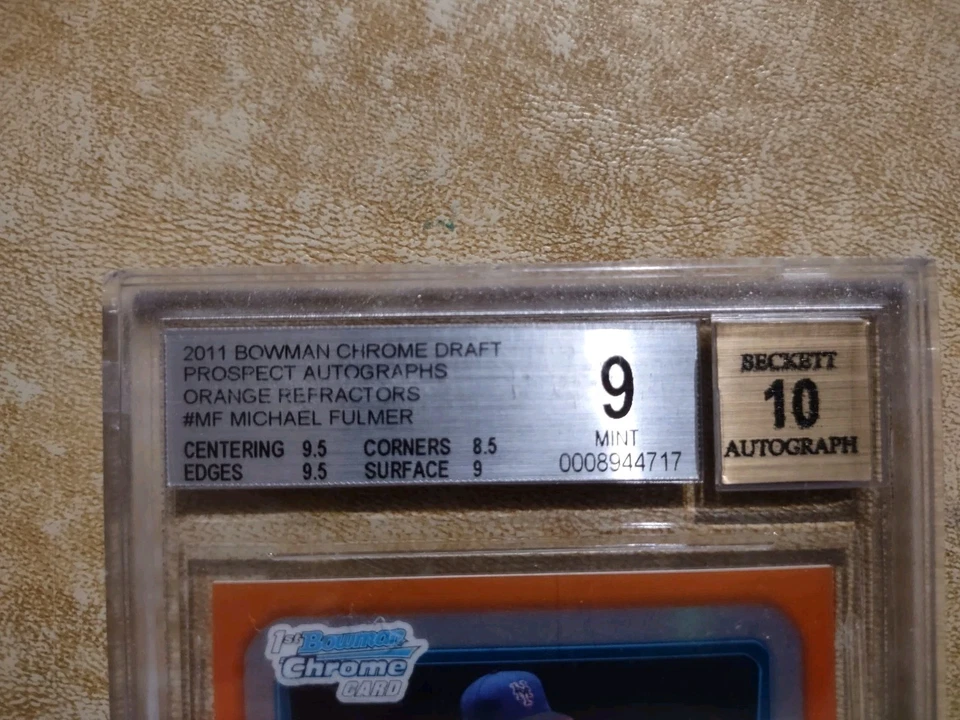 2011 BOWMAN CHROME DRAFT
PROSPECT AUTOGRAPHS
ORANGE REFRACTORS
#MF MICHAEL FULMER
CENTERING 9.5 CORNERS 8.5
EDGES 9.5 SURFACE 9
9
MINT
0008944717
BECKETT
10
AUTOGRAPH
1st Bowman
Chrome
CARD
NY